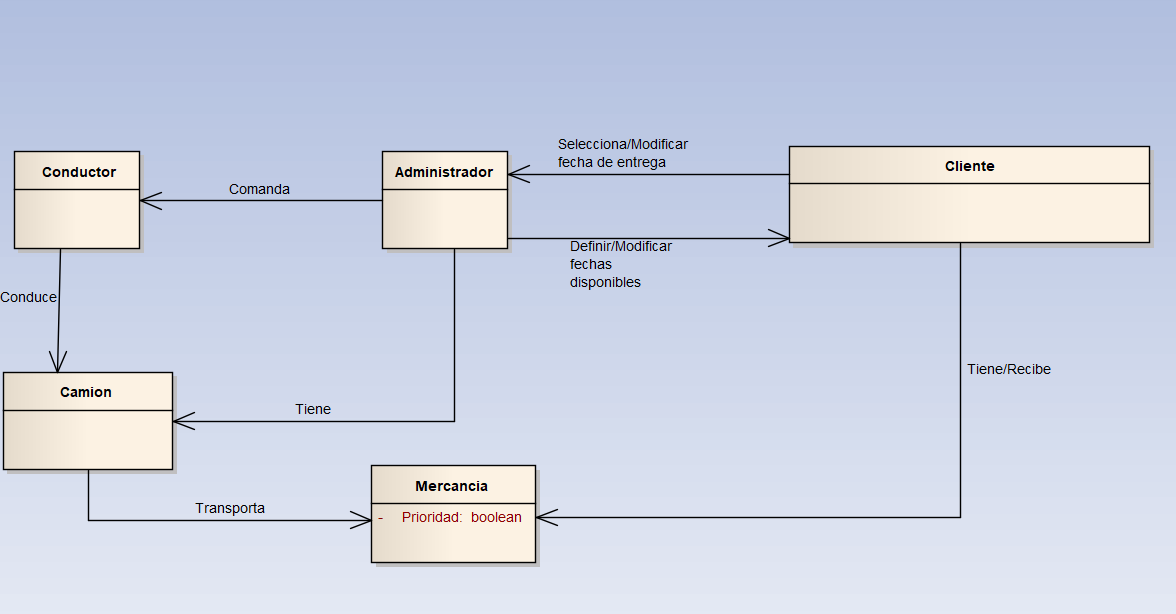 Selecciona/Modificar
fecha de entrega
Conductor
Administrador
Cliente
Comanda
Definir/Modificar
fechas
disponibles
Conduce
Tiene/Recibe
Camion
Tiene
Mercancia
Transporta
- Prioridad: boolean